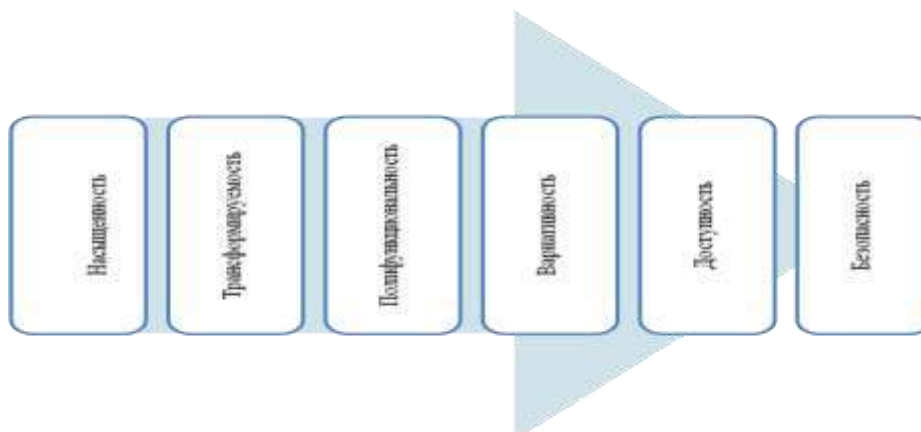 Насыщенность
Трансформируемость
Полифункциональность
Вариативность
Доступность
Безопасность